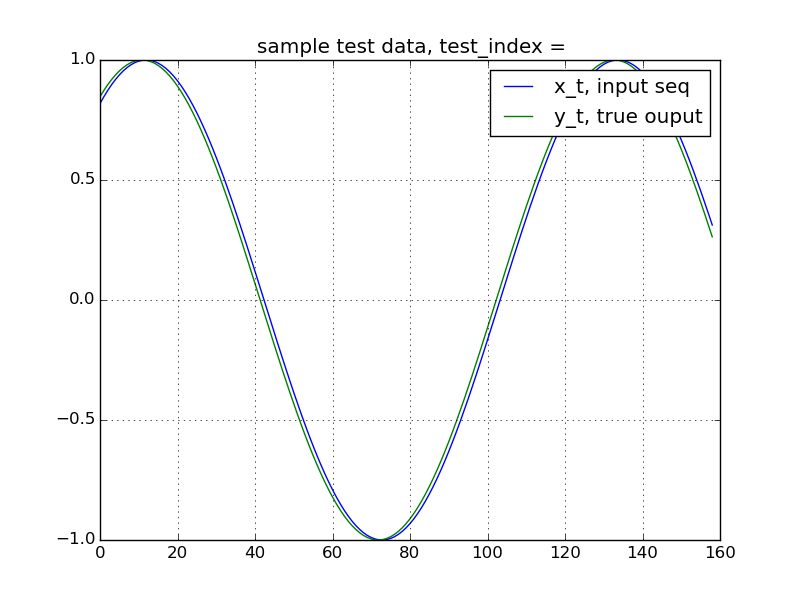 sample test data, test_index =
1.0
0.5
0.0
−0.5
−1.0
x_t, input seq
y_t, true ouput
0 20 40 60 80 100 120 140 160